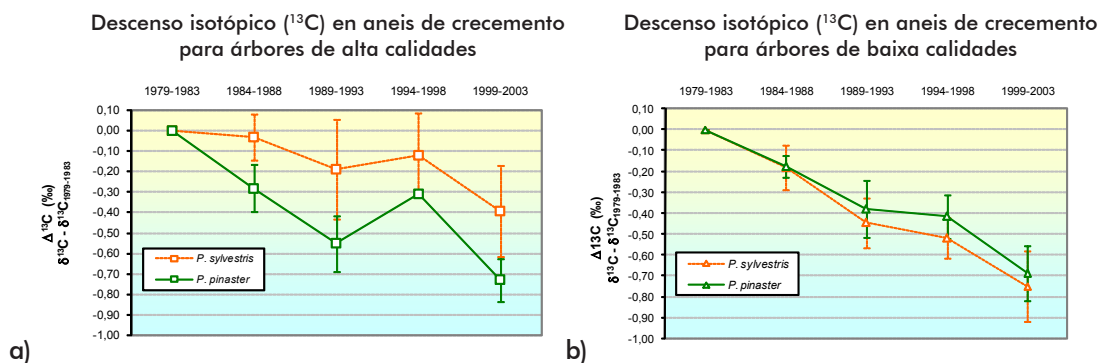 Descenso isotópico (¹³C) en aneis de crecemento
para árbores de alta calidades
1979-1983 1984-1988 1989-1993 1994-1998 1999-2003
0,10
0,00
-0,10
-0,20
-0,30
-0,40
-0,50
-0,60
-0,70
-0,80
-0,90
-1,00
Δ¹³C (‰)
δ¹³C - δ¹³C₁₉₇₉₋₁₉₈₃
P. sylvestris
P. pinaster
a)
Descenso isotópico (¹³C) en aneis de crecemento
para árbores de baixa calidades
1979-1983 1984-1988 1989-1993 1994-1998 1999-2003
0,10
0,00
-0,10
-0,20
-0,30
-0,40
-0,50
-0,60
-0,70
-0,80
-0,90
-1,00
Δ13C (‰)
δ¹³C - δ¹³C₁₉₇₉₋₁₉₈₃
P. sylvestris
P. pinaster
b)